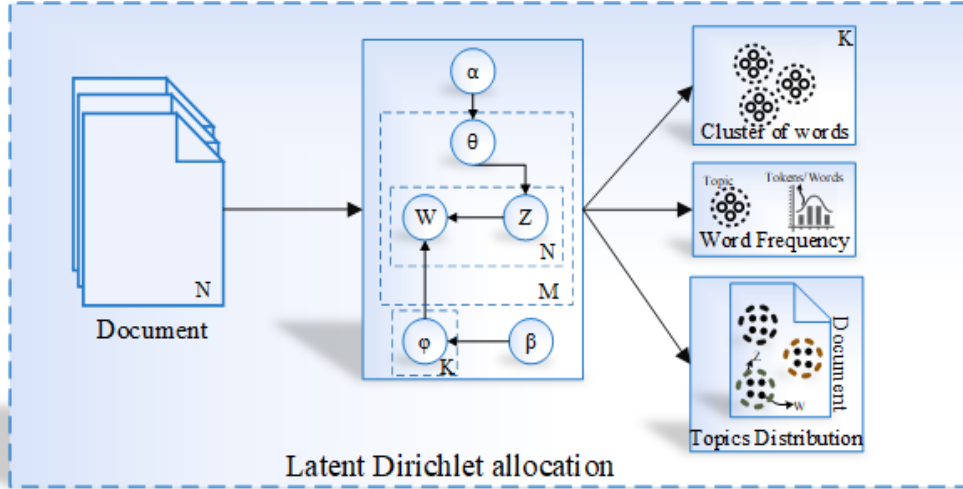 N
Document
α
θ
W
Z
N
M
φ
K
β
K
Cluster of words
Topic
Tokens/Words
Word Frequency
Document
Z
W
Topics Distribution
Latent Dirichlet allocation